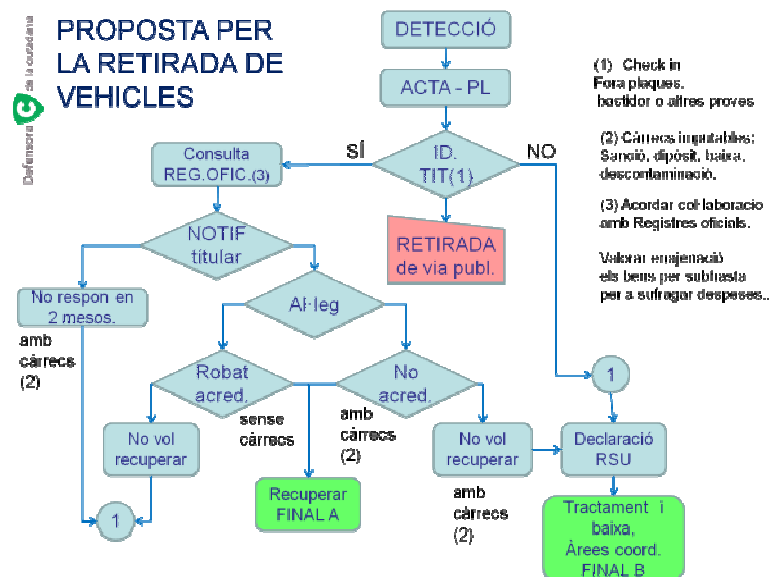 PROPOSTA PER
LA RETIRADA DE
VEHICLES
Defensora de la ciutadana
DETECCIÓ
ACTA - PL
ID.
TIT(1)
SÍ
NO
Consulta
REG.OFIC.(3)
RETIRADA
de via publ.
NOTIF
titular
No respon en
2 mesos.
amb
càrrecs
(2)
Al·leg
Robat
acred.
No
acred.
sense
càrrecs
amb
càrrecs
(2)
No vol
recuperar
No vol
recuperar
amb
càrrecs
(2)
Recuperar
FINAL A
1
1
Declaració
RSU
Tractament i
baixa,
Àrees coord.
FINAL B
(1) Check in
Fora plaques,
bastidor o altres proves
(2) Càrrecs imputables:
Sanció, dipòsit, baixa,
descontaminació.
(3) Acordar col·laboracio
amb Registres oficials.
Valorar enajenació
els bens per subhasta
per a sufragar despeses..